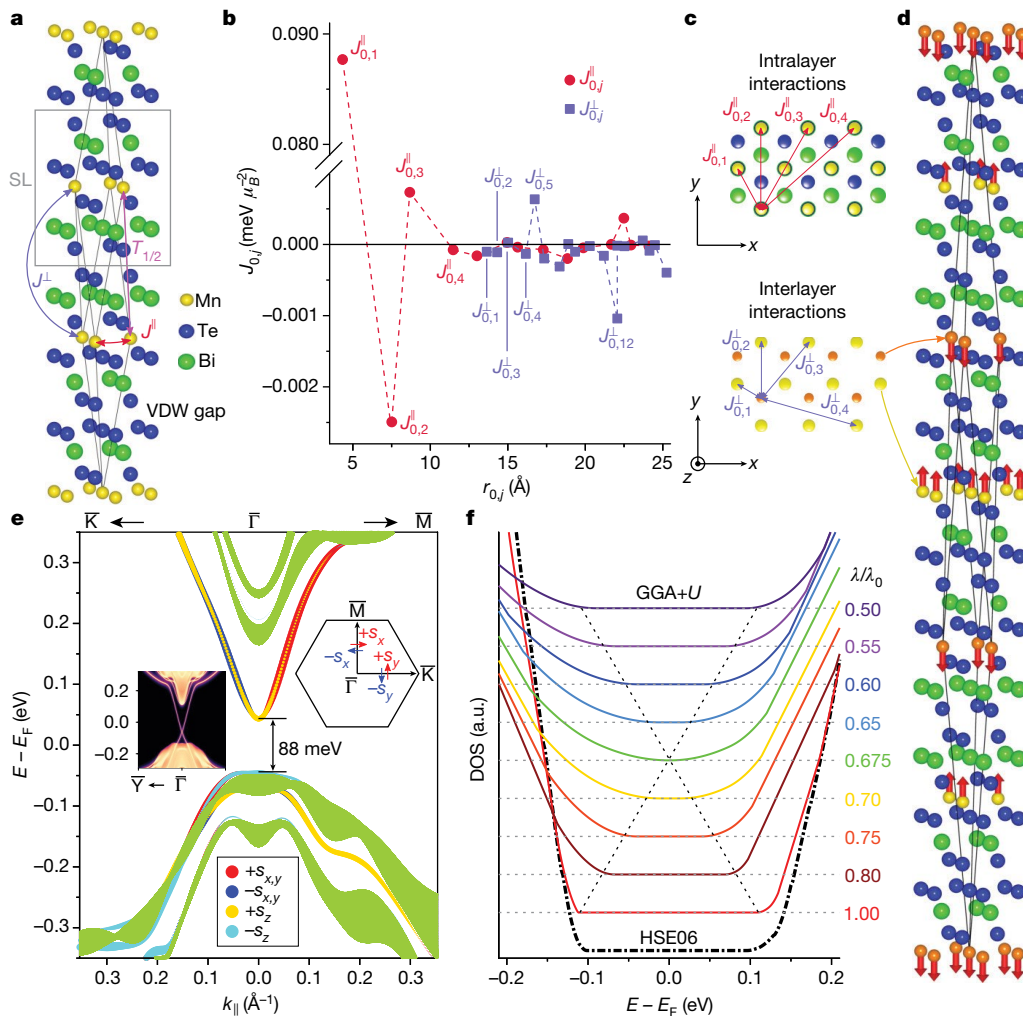 a
SL
J⊥
T1/2
J∥
Mn
Te
Bi
VDW gap
b
J0,j (meV μB−2)
0.090
0.080
0.000
−0.001
−0.002
J∥0,1
J∥0,3
J∥0,4
J∥0,2
J⊥0,2
J⊥0,5
J⊥0,1
J⊥0,4
J⊥0,3
J⊥0,12
J∥0,j
J⊥0,j
5 10 15 20 25
r0,j (Å)
c
Intralayer
interactions
J∥0,2
J∥0,3
J∥0,4
J∥0,1
y
x
Interlayer
interactions
J⊥0,2
J⊥0,3
J⊥0,1
J⊥0,4
y
z
x
d
e
K̅ Γ̅ M̅
E − EF (eV)
0.3
0.2
0.1
0.0
−0.1
−0.2
−0.3
M̅
+sx
−sx
+sy
−sy
Γ̅
K̅
0.2
0.0
−0.2
Y̅ ← Γ̅
88 meV
+sx,y
−sx,y
+sz
−sz
0.3 0.2 0.1 0.0 0.1 0.2 0.3
k∥ (Å−1)
f
DOS (a.u.)
GGA+U
λ/λ0
0.50
0.55
0.60
0.65
0.675
0.70
0.75
0.80
1.00
HSE06
−0.2 −0.1 0.0 0.1 0.2
E − EF (eV)